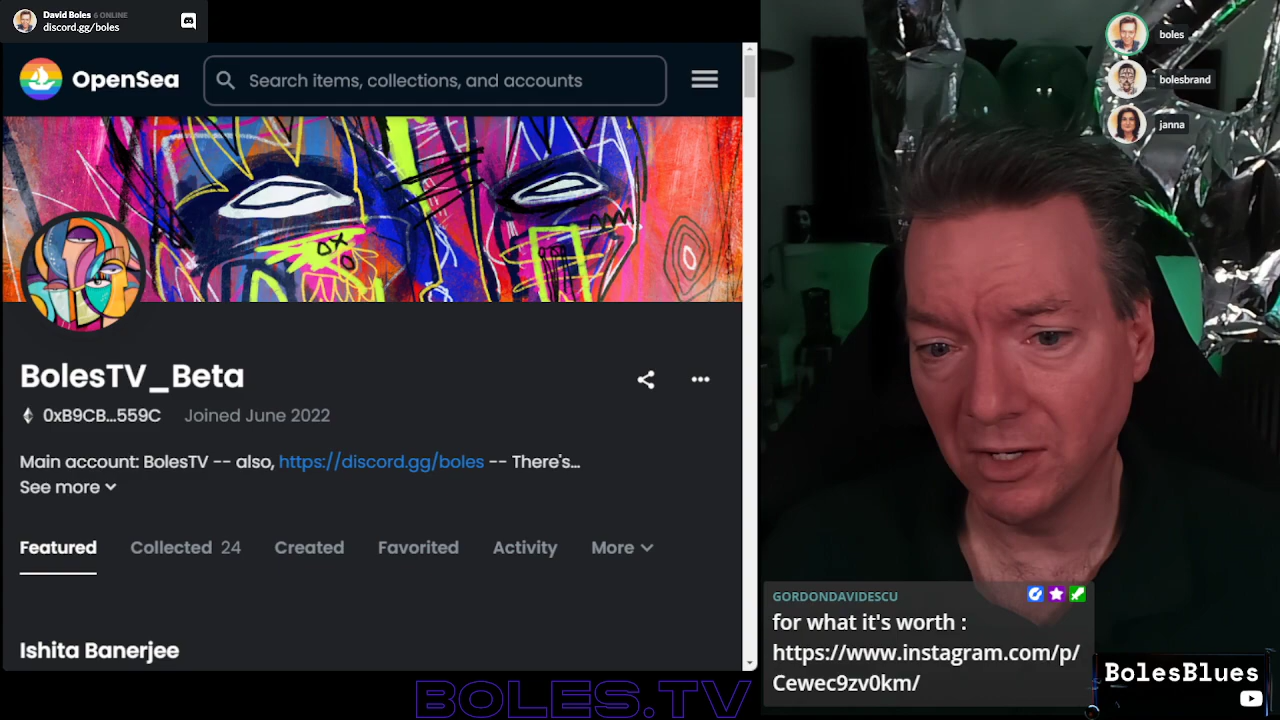 David Boles 6 ONLINE
discord.gg/boles
OpenSea
Search items, collections, and accounts
BolesTV_Beta
0xB9CB...559C Joined June 2022
Main account: BolesTV -- also, https://discord.gg/boles -- There's...
See more
Featured Collected 24 Created Favorited Activity More
Ishita Banerjee
BOLES.TV
boles
bolesbrand
janna
GORDONDAVIDESCU
for what it's worth :
https://www.instagram.com/p/
Cewec9zv0km/
BolesBlues